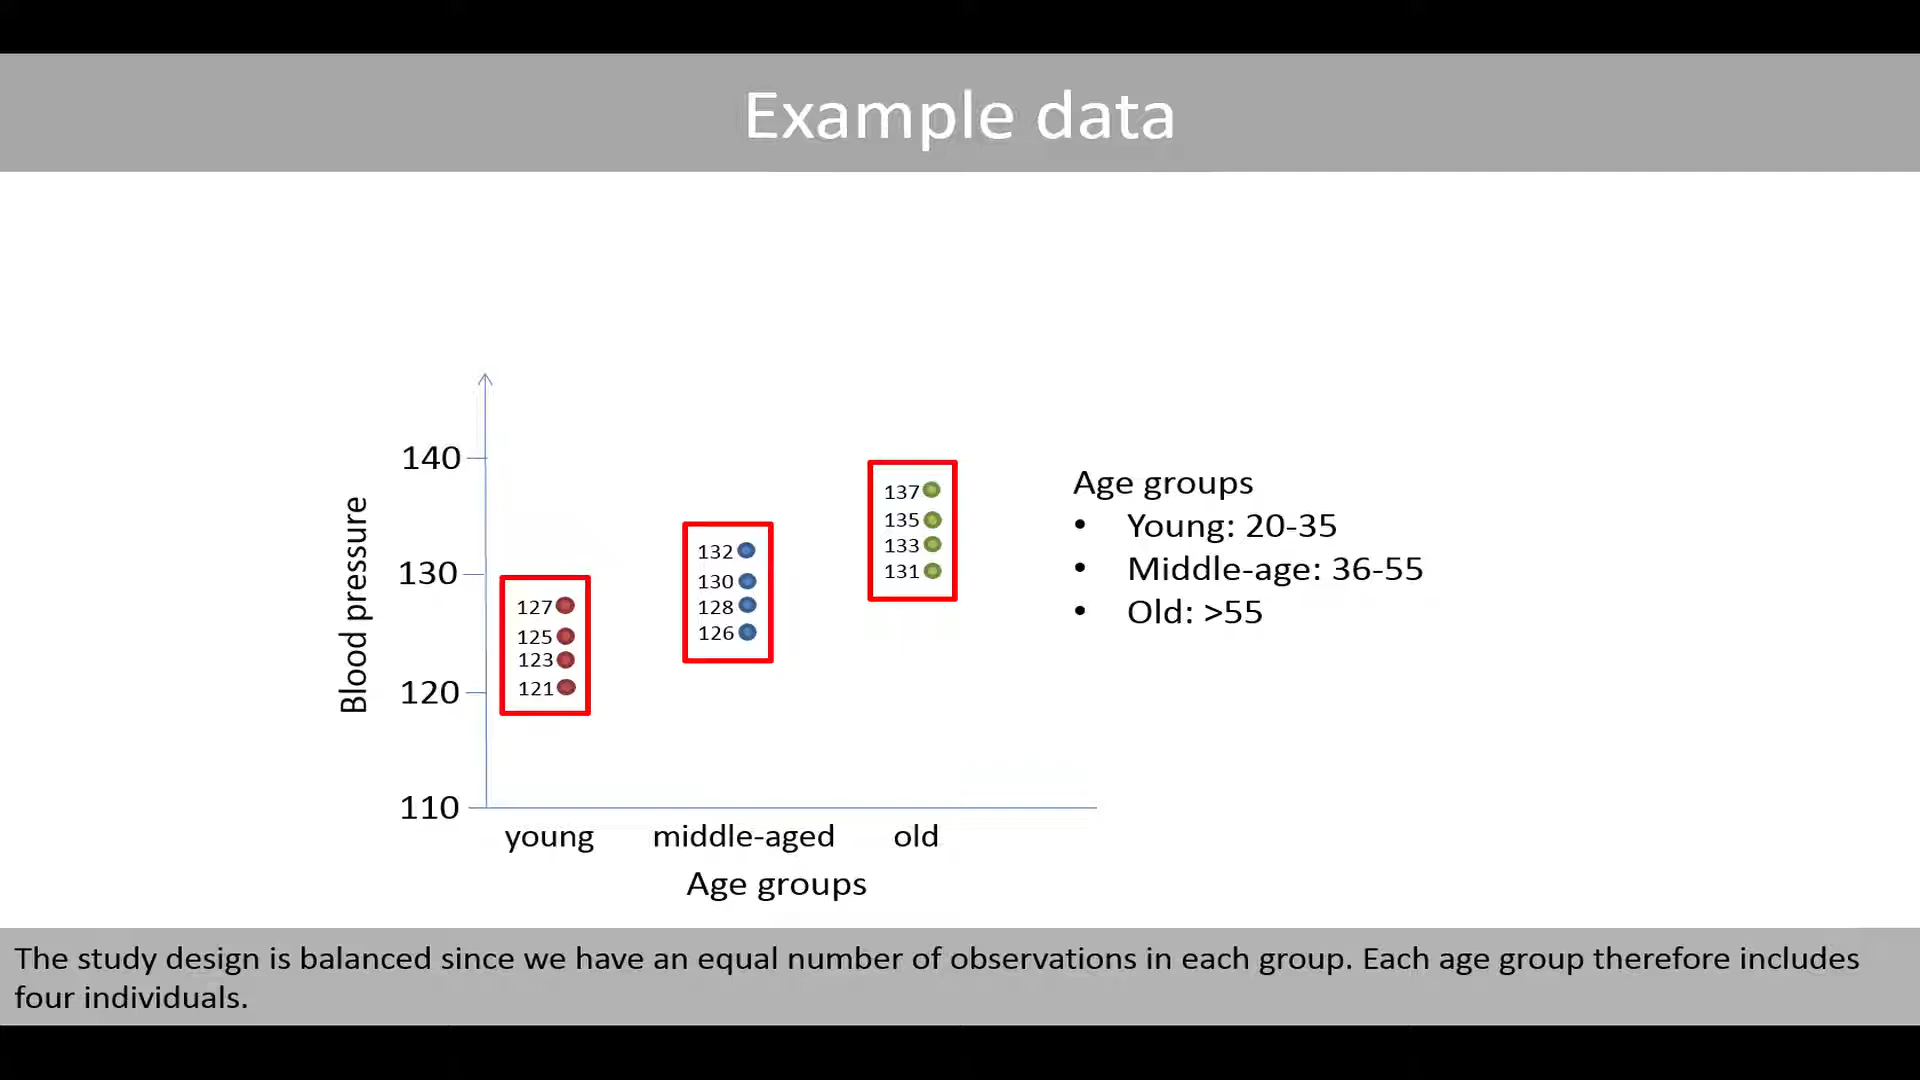 Example data
140
130
120
110
Blood pressure
127
125
123
121
132
130
128
126
137
135
133
131
young middle-aged old
Age groups
Age groups
• Young: 20-35
• Middle-age: 36-55
• Old: >55
The study design is balanced since we have an equal number of observations in each group. Each age group therefore includes
four individuals.